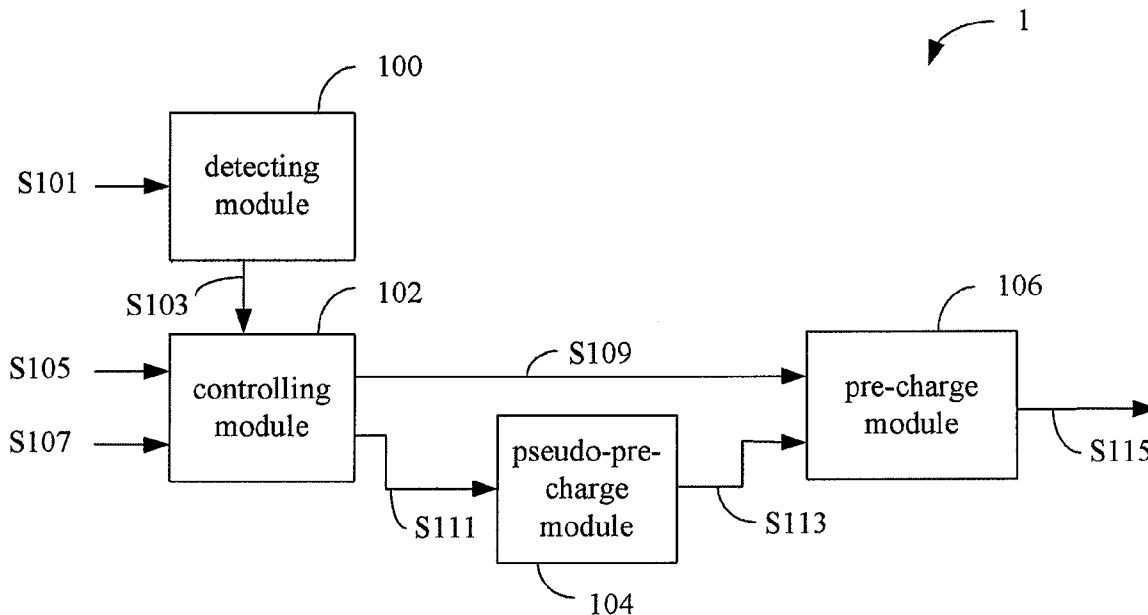 1
100
detecting
module
S101
S103
102
106
S105
controlling
module
S107
S109
pre-charge
module
S115
pseudo-pre-
charge
module
S111
S113
104